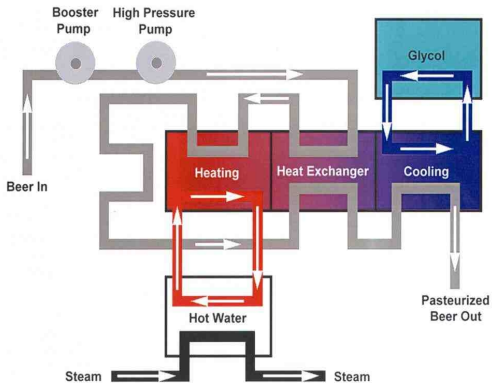 Booster
Pump
High Pressure
Pump
Glycol
Heating
Heat Exchanger
Cooling
Beer In
Pasteurized
Beer Out
Hot Water
Steam
Steam